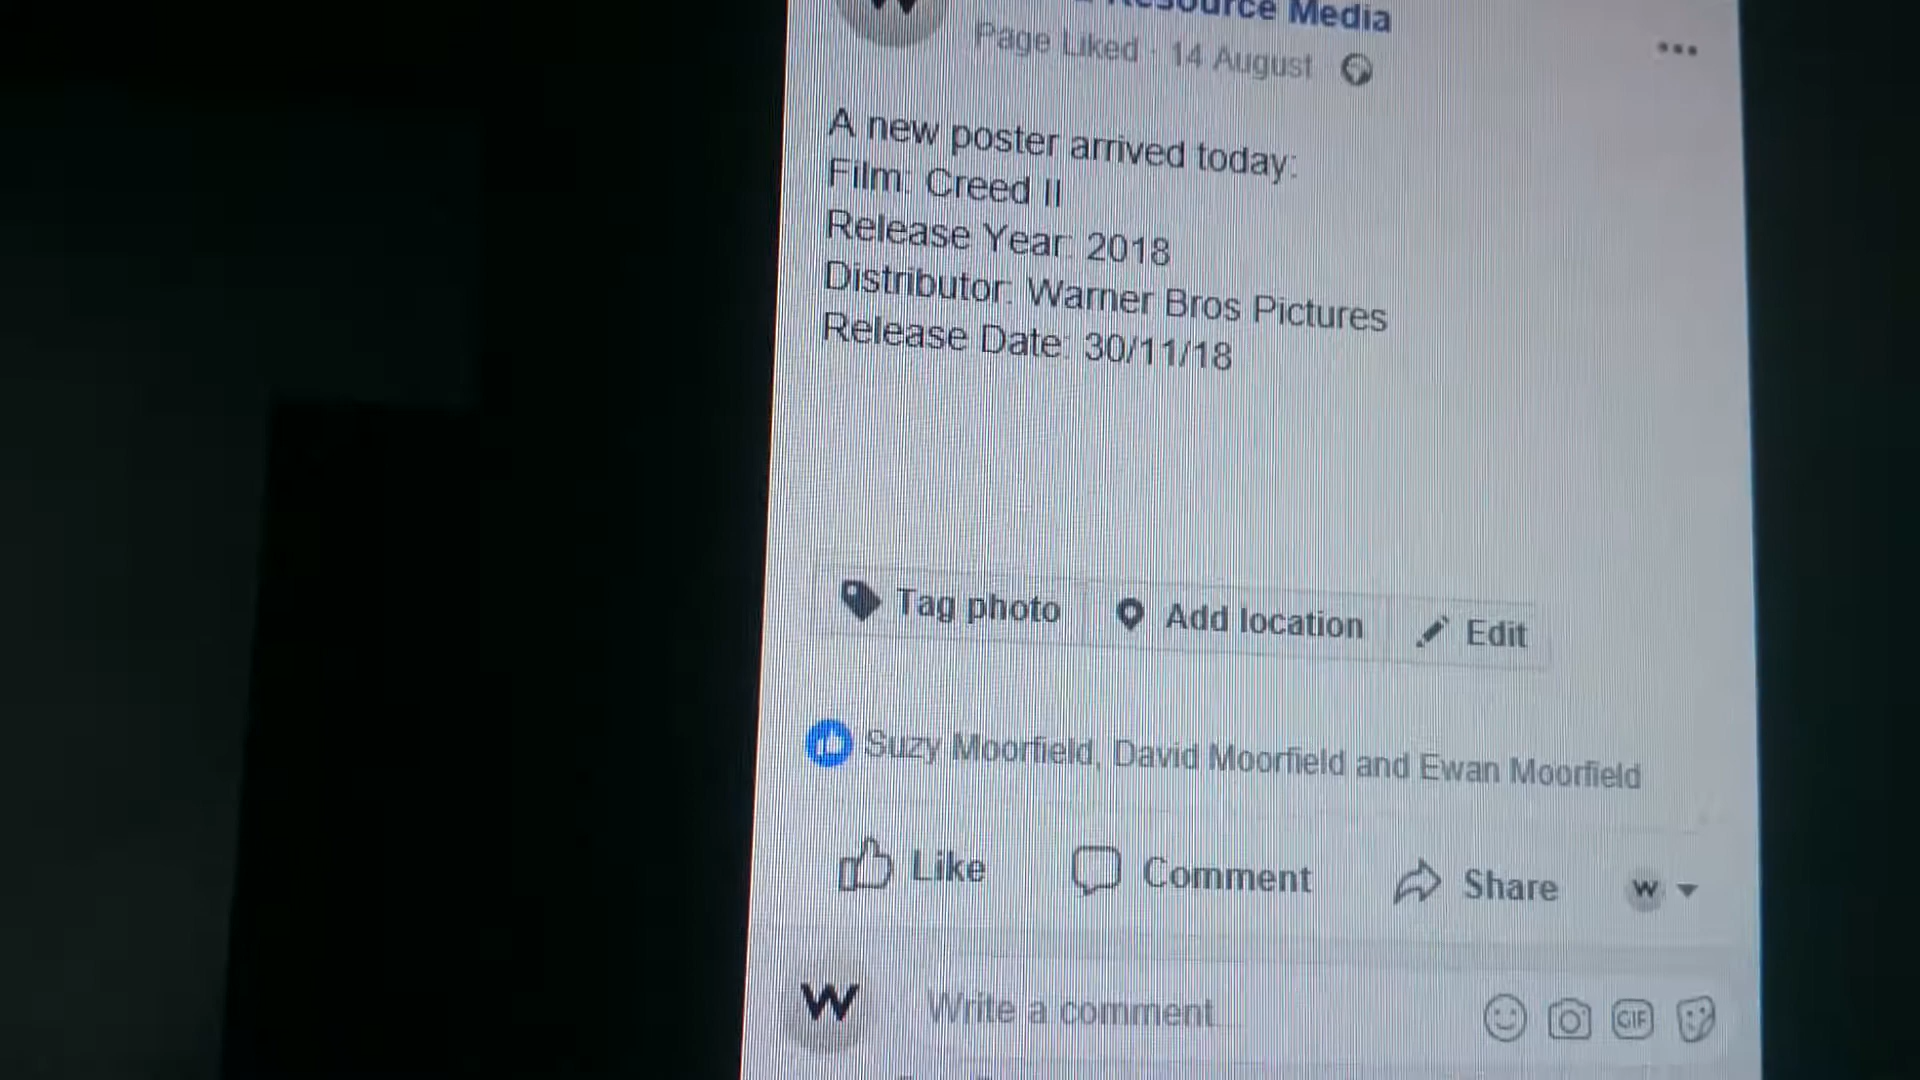 Resource Media
Page Liked · 14 August
A new poster arrived today:
Film: Creed II
Release Year: 2018
Distributor: Warner Bros Pictures
Release Date: 30/11/18
Tag photo Add location Edit
Suzy Moorfield, David Moorfield and Ewan Moorfield
Like Comment Share W
W Write a comment GIF